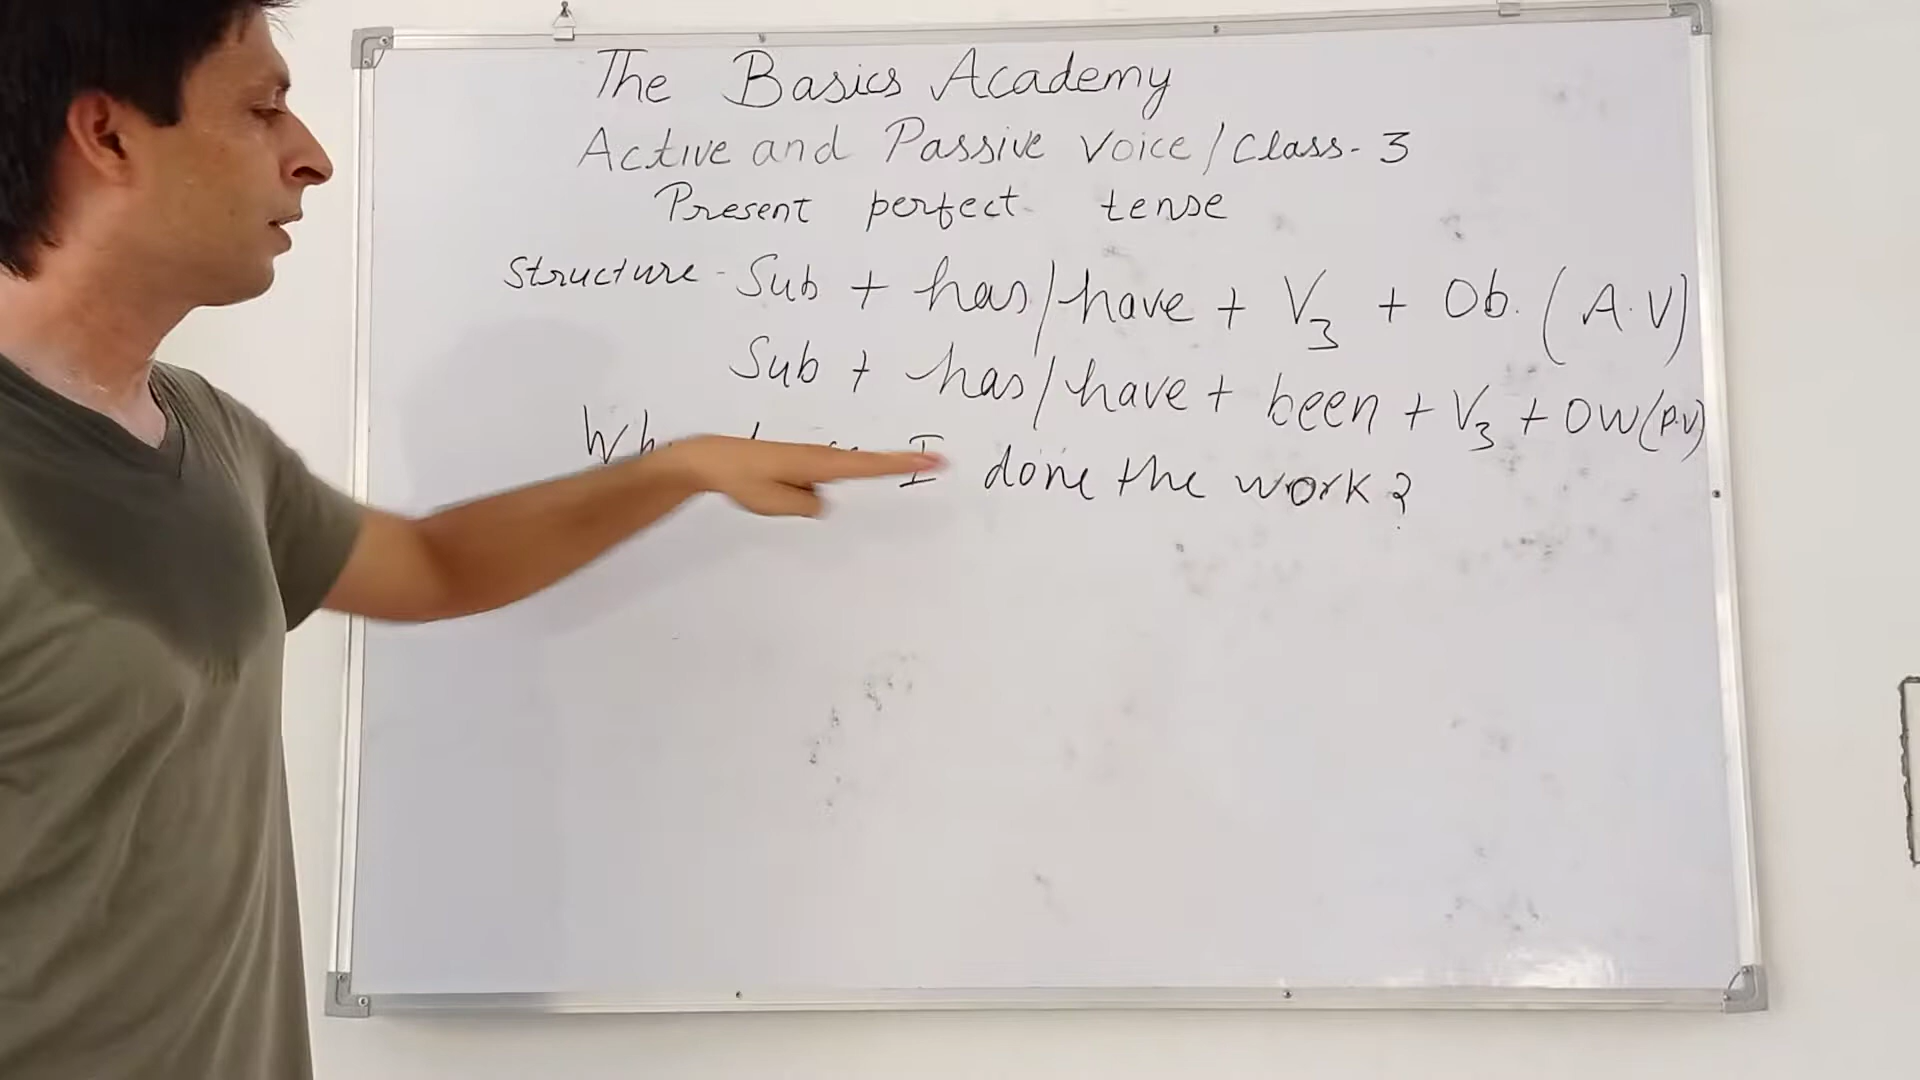 The Basics Academy
Active and Passive Voice / Class - 3
Present perfect tense
Structure - Sub + has/have + V3 + Ob. (A.V)
Sub + has/have + been + V3 + OW (P.V)
I done the work?